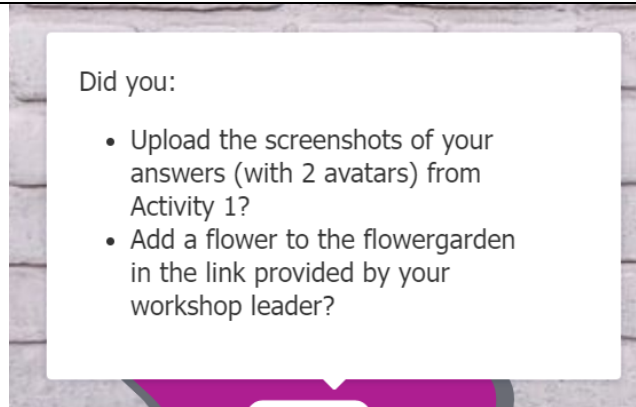 Did you:
• Upload the screenshots of your
answers (with 2 avatars) from
Activity 1?
• Add a flower to the flowergarden
in the link provided by your
workshop leader?